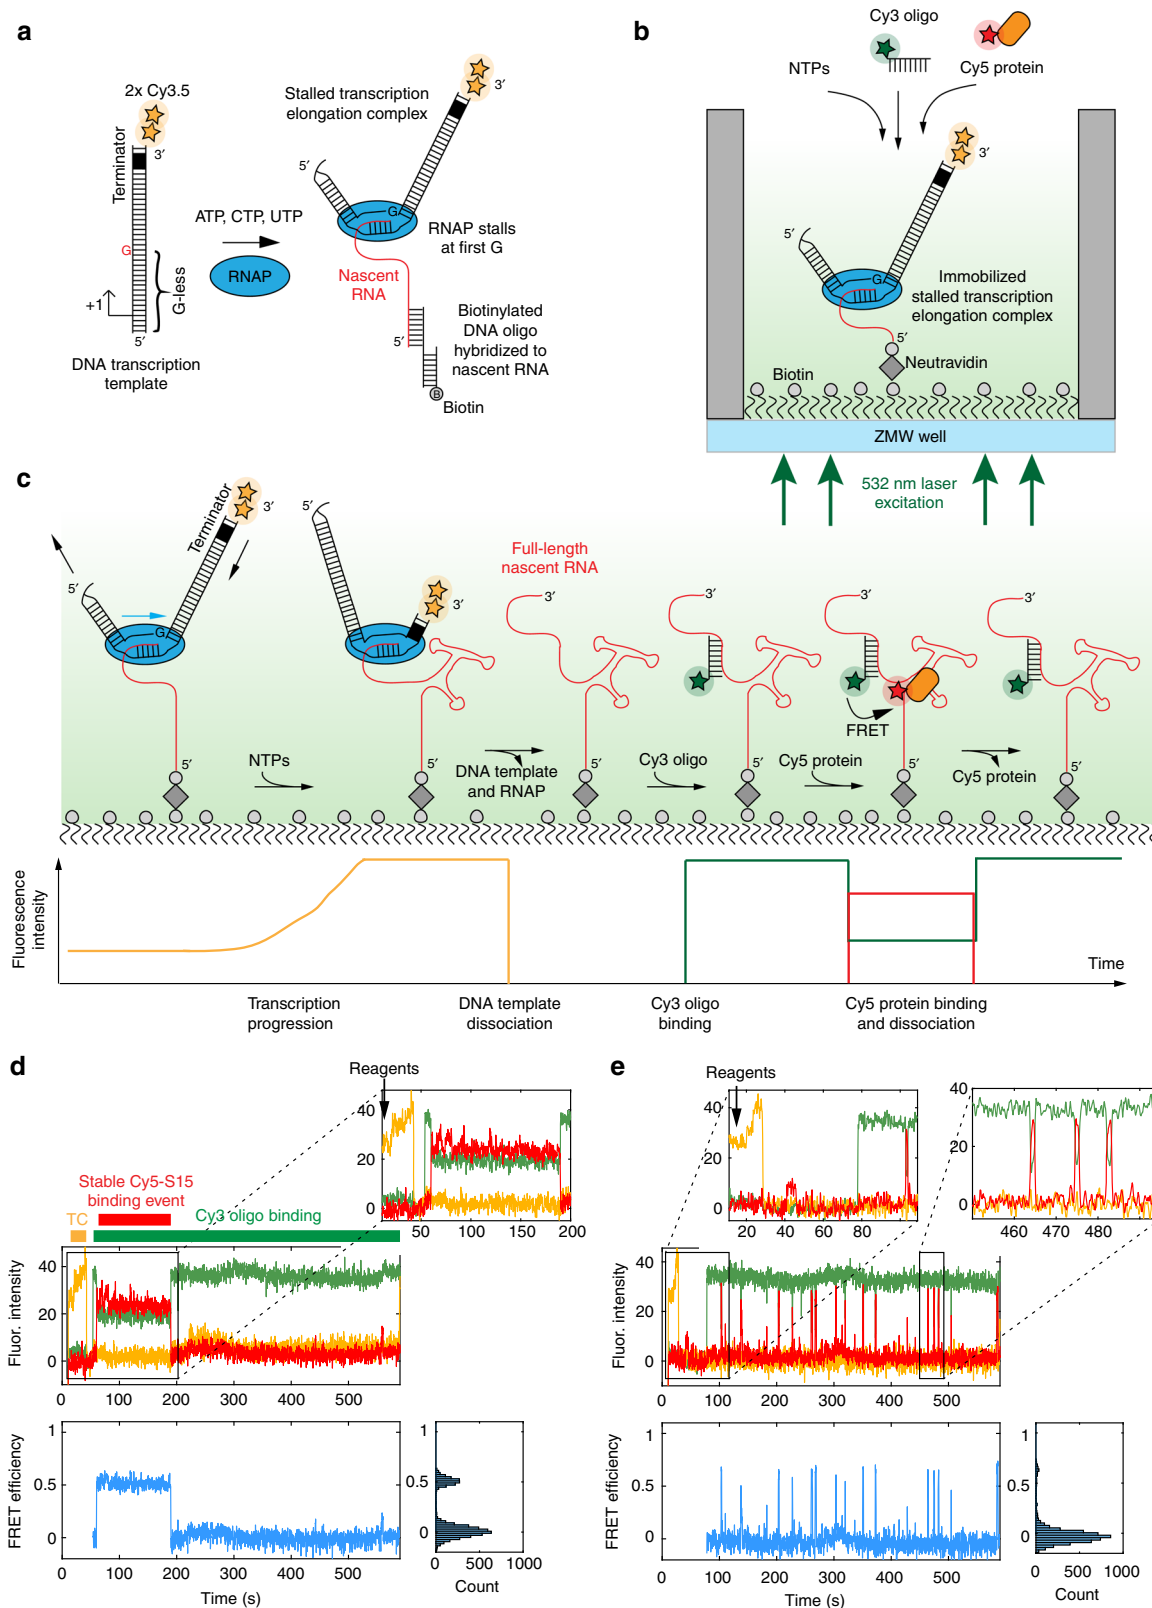 a
2x Cy3.5
Terminator
3′
G
G-less
+1
5′
DNA transcription
template
ATP, CTP, UTP
RNAP
Stalled transcription
elongation complex
3′
5′
G
RNAP stalls
at first G
Nascent
RNA
5′
Biotinylated
DNA oligo
hybridized to
nascent RNA
B
Biotin
b
Cy3 oligo
NTPs
Cy5 protein
3′
5′
G
Immobilized
stalled transcription
elongation complex
5′
Neutravidin
Biotin
ZMW well
532 nm laser
excitation
c
Terminator
3′
5′
G
5′
NTPs
3′
5′
DNA template
and RNAP
Full-length
nascent RNA
3′
5′
Cy3 oligo
3′
5′
Cy5 protein
3′
FRET
5′
Cy5 protein
3′
5′
Fluorescence
intensity
Time
Transcription
progression
DNA template
dissociation
Cy3 oligo
binding
Cy5 protein binding
and dissociation
d
Reagents
40
20
0
50 100 150 200
Stable Cy5-S15
binding event
TC
Cy3 oligo binding
Fluor. intensity
40
20
0
0 100 200 300 400 500
FRET efficiency
1
0.5
0
0 100 200 300 400 500
Time (s)
1
0.5
0
0 500 1000
Count
e
Reagents
40
20
0
20 40 60 80
40
20
0
460 470 480
Fluor. intensity
40
20
0
0 100 200 300 400 500
FRET efficiency
1
0.5
0
0 100 200 300 400 500
Time (s)
1
0.5
0
0 500 1000
Count